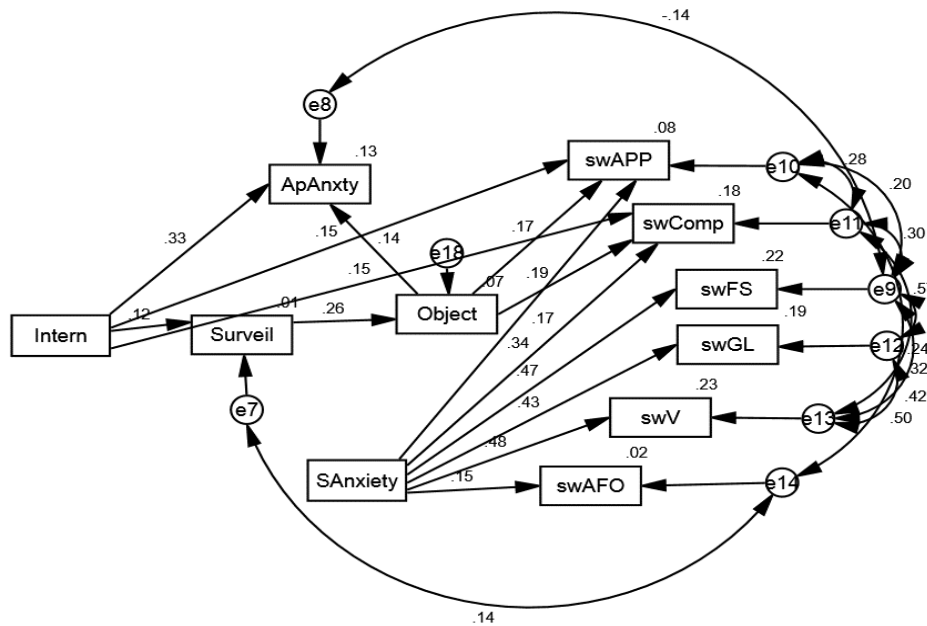 -.14
e8
.13
ApAnxty
.08
swAPP
e10
.28
.20
.18
swComp
e11
.30
.33
.15
.14
.17
e18
.15
.07
.19
.22
swFS
e9
.5
Intern
.12
.01
Surveil
.26
Object
.17
.19
swGL
e12
.24
.34
.32
.47
e7
.43
.23
swV
e13
.42
.50
.48
SAnxiety
.15
.02
swAFO
e14
.14